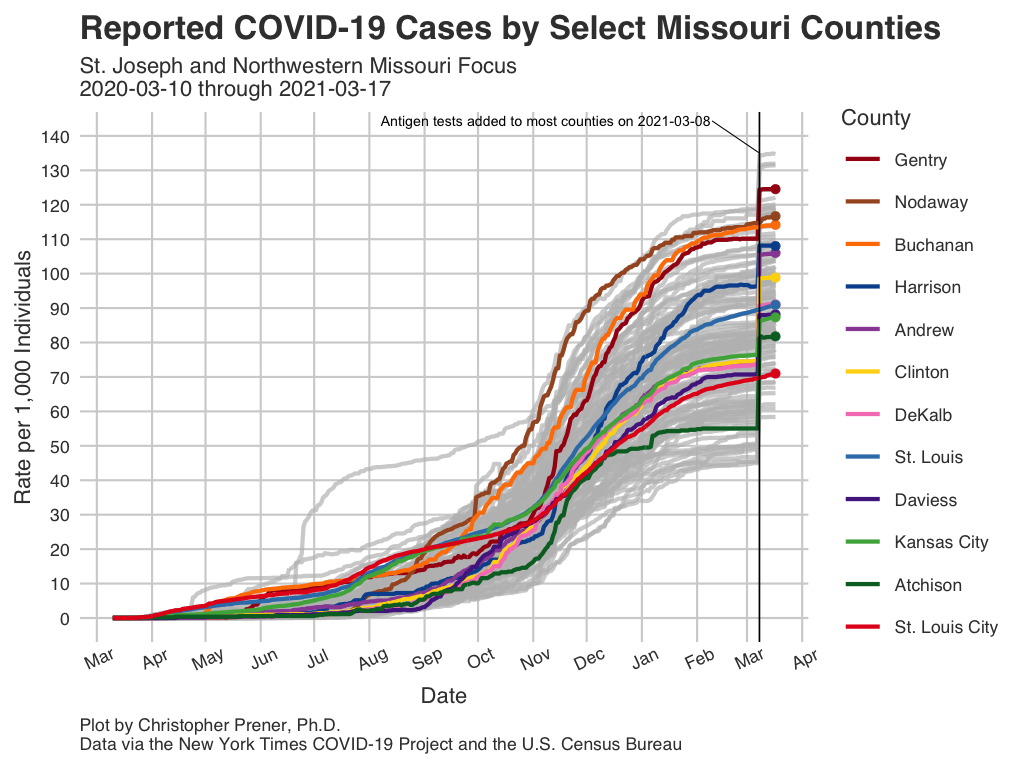 Reported COVID-19 Cases by Select Missouri Counties
St. Joseph and Northwestern Missouri Focus
2020-03-10 through 2021-03-17
Antigen tests added to most counties on 2021-03-08
Rate per 1,000 Individuals
140
130
120
110
100
90
80
70
60
50
40
30
20
10
0
Mar
Apr
May
Jun
Jul
Aug
Sep
Oct
Nov
Dec
Jan
Feb
Mar
Apr
Date
County
Gentry
Nodaway
Buchanan
Harrison
Andrew
Clinton
DeKalb
St. Louis
Daviess
Kansas City
Atchison
St. Louis City
Plot by Christopher Prener, Ph.D.
Data via the New York Times COVID-19 Project and the U.S. Census Bureau